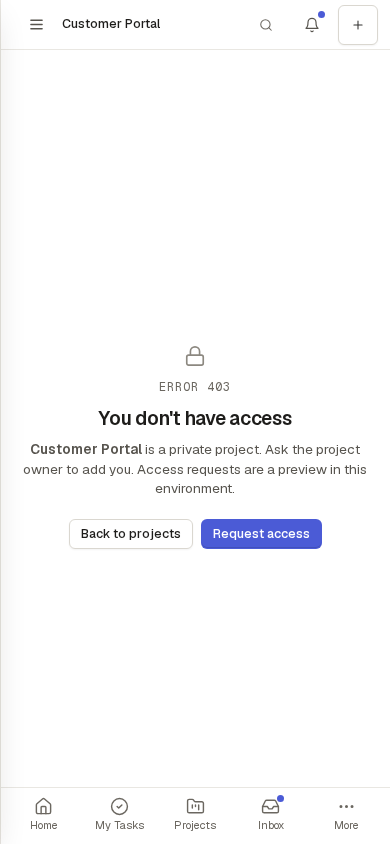 Customer Portal
ERROR 403
You don't have access
Customer Portal is a private project. Ask the project
owner to add you. Access requests are a preview in this
environment.
Back to projects
Request access
Home
My Tasks
Projects
Inbox
More